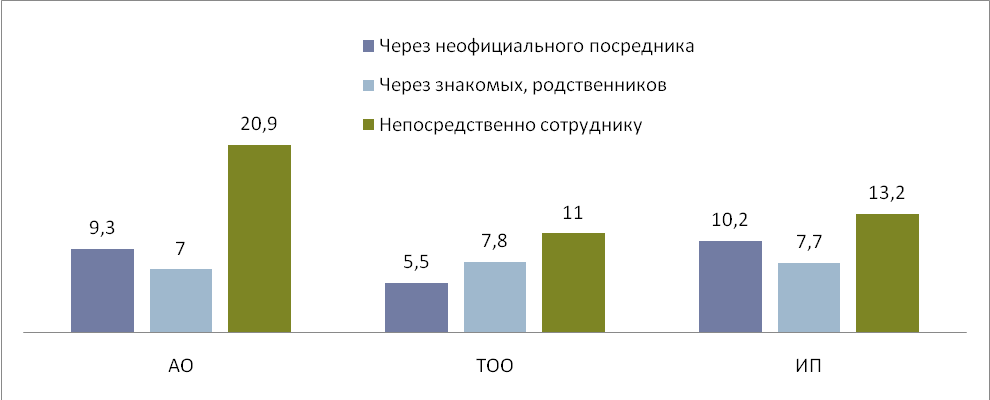 Через неофициального посредника
Через знакомых, родственников
Непосредственно сотруднику
20,9
9,3
7
5,5
7,8
11
10,2
7,7
13,2
АО
ТОО
ИП